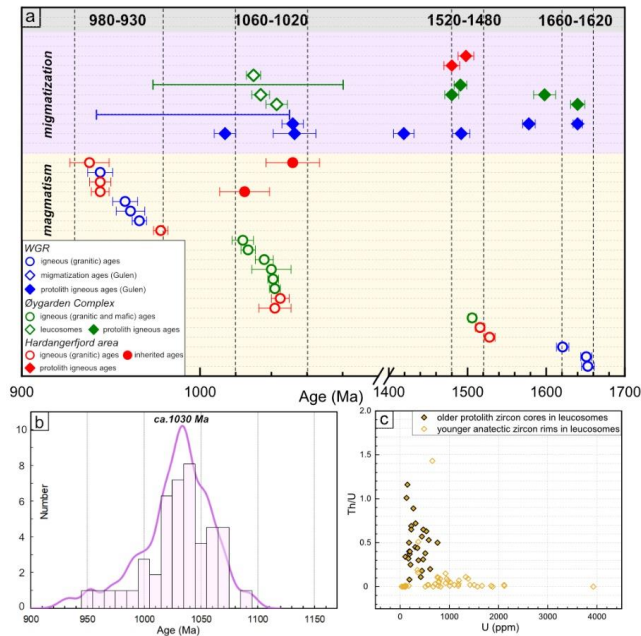 a
980-930 1060-1020 1520-1480 1660-1620
migmatization
magmatism
WGR
igneous (granitic) ages
migmatization ages (Gulen)
protolith ages (Gulen)
Øygarden Complex
igneous (granitic and mafic) ages
leucosomes protolith igneous ages
Hardangerfjord area
igneous (granitic) ages inherited ages
protolith igneous ages
900 1000 Age (Ma) 1400 1500 1600 1700
b
ca.1030 Ma
Number
10
8
6
4
2
0
900 950 1000 1050 1100 1150
Age (Ma)
c
older protolith zircon cores in leucosomes
younger anatectic zircon rims in leucosomes
Th/U
2.0
1.5
1.0
0.5
0
0 1000 2000 3000 4000
U (ppm)